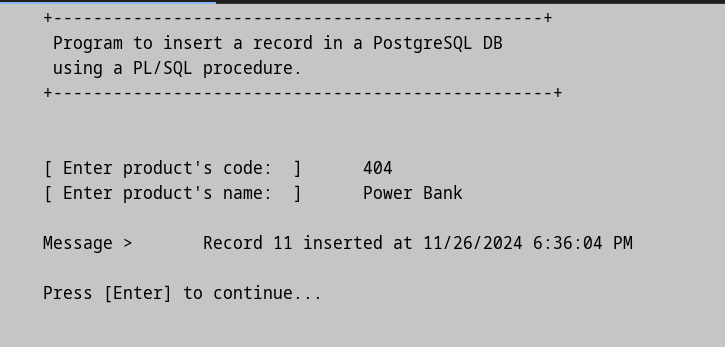 +-------------------------------------------------+
Program to insert a record in a PostgreSQL DB
using a PL/SQL procedure.
+--------------------------------------------------+
[ Enter product's code:  ]      404
[ Enter product's name:  ]      Power Bank
Message >       Record 11 inserted at 11/26/2024 6:36:04 PM
Press [Enter] to continue...